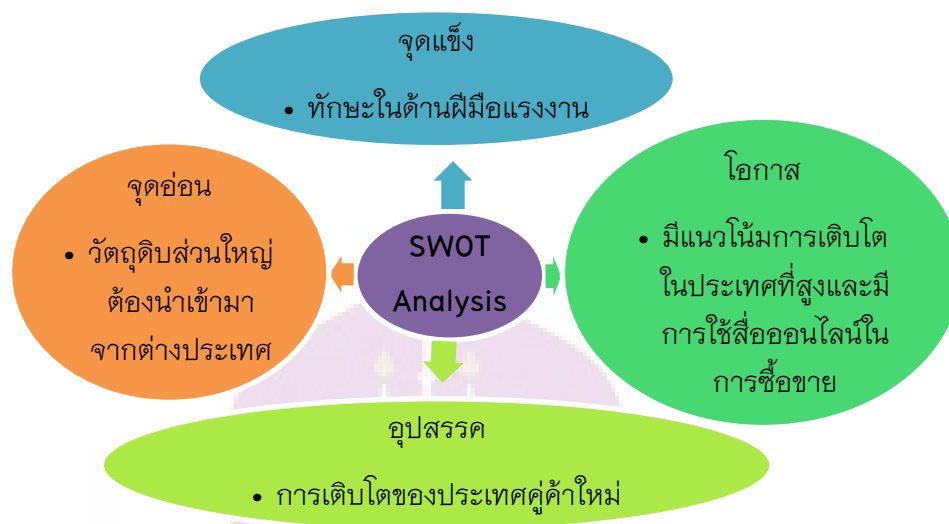 จุดแข็ง
• ทักษะในด้านฝีมือแรงงาน
จุดอ่อน
• วัตถุดิบส่วนใหญ่
ต้องนำเข้ามา
จากต่างประเทศ
SWOT
Analysis
โอกาส
• มีแนวโน้มการเติบโต
ในประเทศที่สูงและมี
การใช้สื่อออนไลน์ใน
การซื้อขาย
อุปสรรค
• การเติบโตของประเทศคู่ค้าใหม่